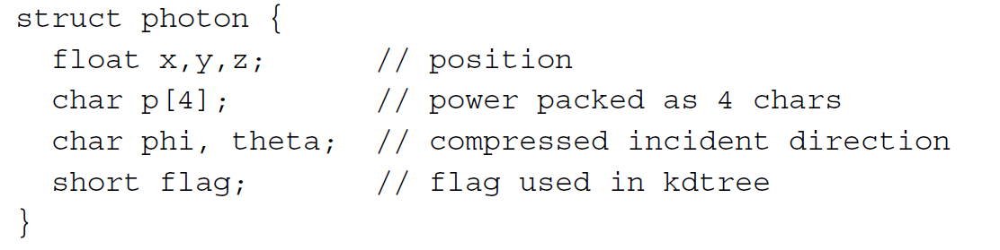 struct photon {
  float x,y,z;      // position
  char p[4];        // power packed as 4 chars
  char phi, theta;  // compressed incident direction
  short flag;       // flag used in kdtree
}